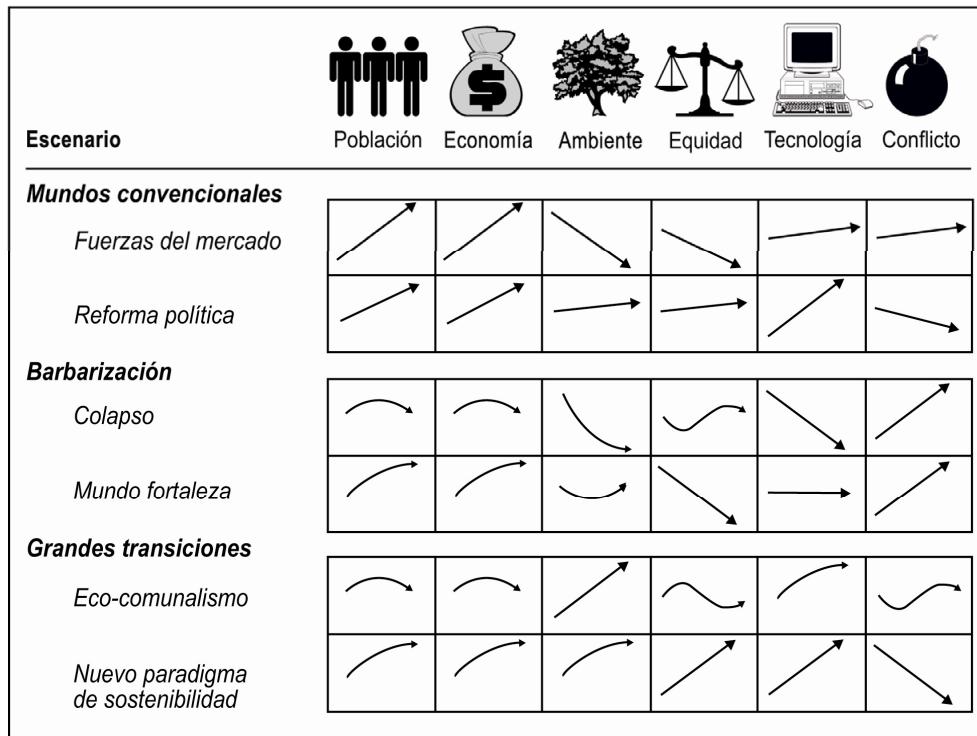 Escenario Población Economía Ambiente Equidad Tecnología Conflicto
Mundos convencionales
Fuerzas del mercado
Reforma política
Barbarización
Colapso
Mundo fortaleza
Grandes transiciones
Eco-comunalismo
Nuevo paradigma
de sostenibilidad